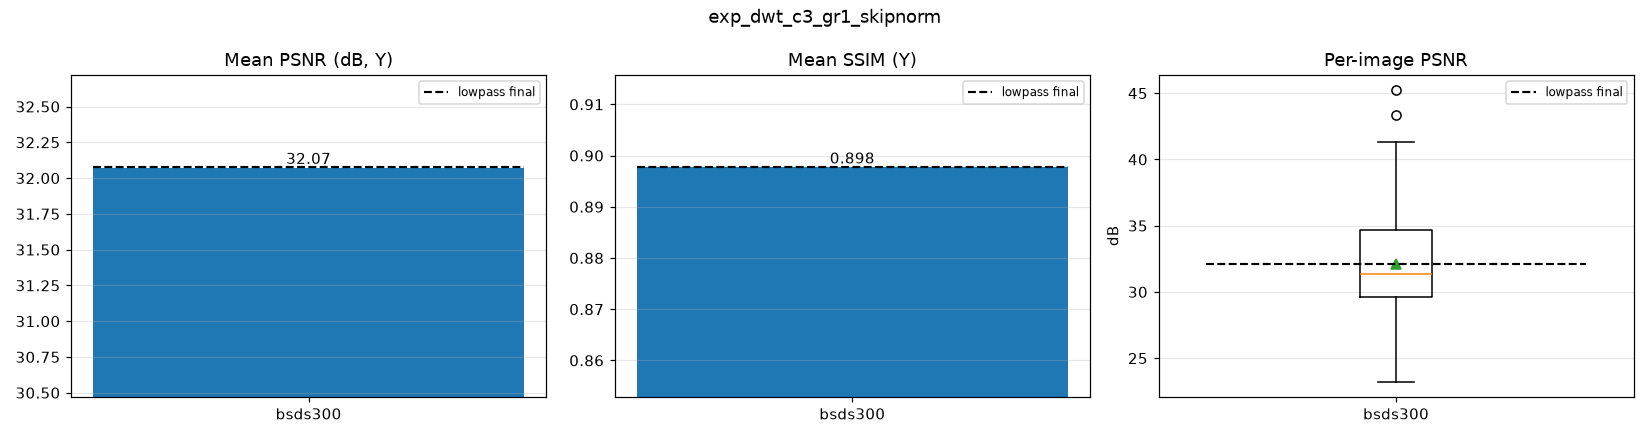 exp_dwt_c3_gr1_skipnorm
Mean PSNR (dB, Y)
lowpass final
32.07
32.50
32.25
32.00
31.75
31.50
31.25
31.00
30.75
30.50
bsds300
Mean SSIM (Y)
lowpass final
0.898
0.91
0.90
0.89
0.88
0.87
0.86
bsds300
Per-image PSNR
lowpass final
dB
45
40
35
30
25
bsds300